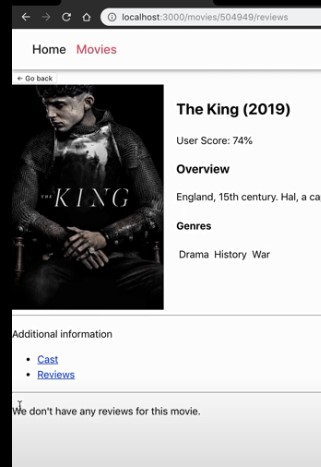 localhost:3000/movies/504949/reviews
Home Movies
← Go back
The King (2019)
User Score: 74%
Overview
England, 15th century. Hal, a ca
Genres
Drama History War
THE KING
Additional information
Cast
Reviews
We don't have any reviews for this movie.